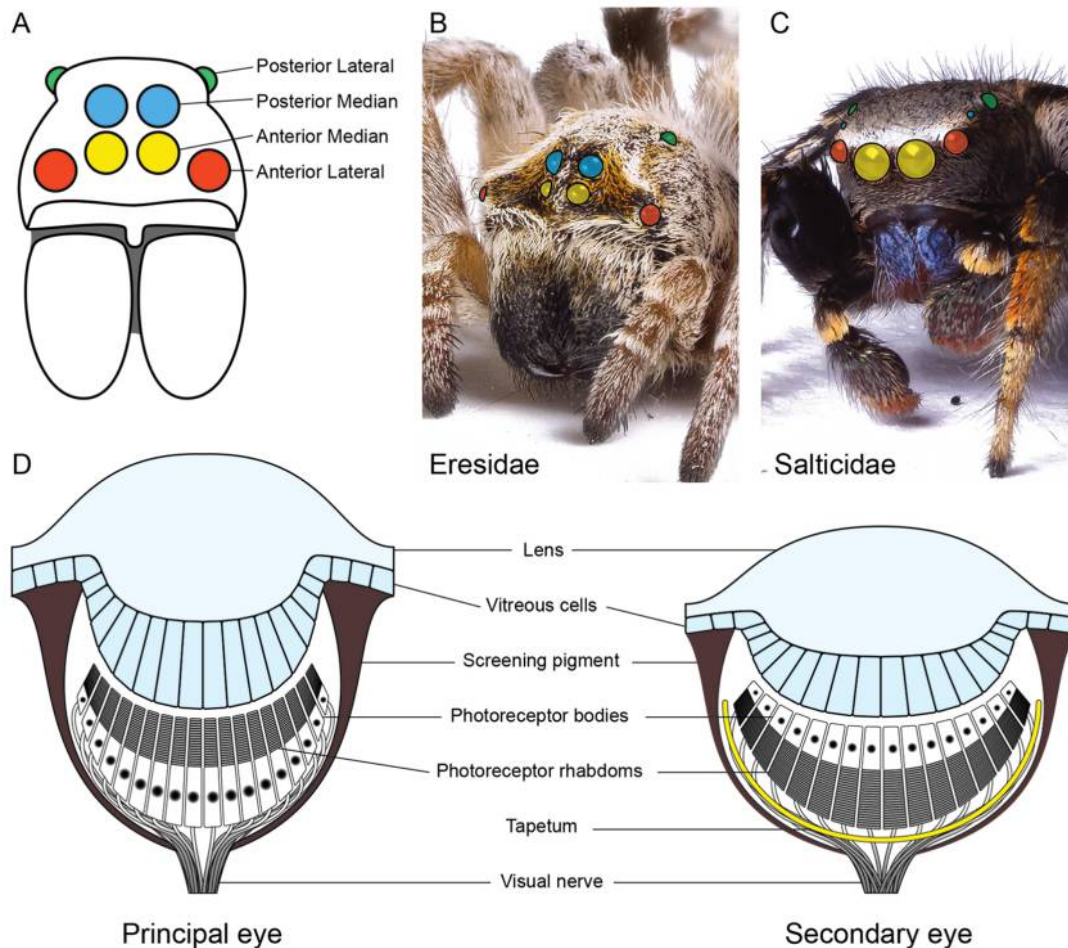 A
Posterior Lateral
Posterior Median
Anterior Median
Anterior Lateral
B
Eresidae
C
Salticidae
D
Lens
Vitreous cells
Screening pigment
Photoreceptor bodies
Photoreceptor rhabdoms
Tapetum
Visual nerve
Principal eye
Secondary eye